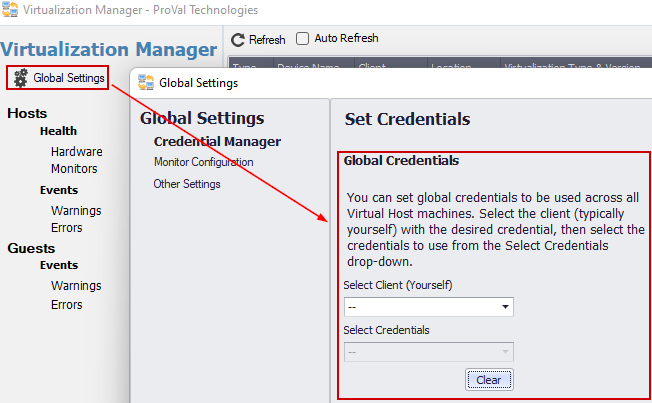 Virtualization Manager - ProVal Technologies
Virtualization Manager
Refresh
Auto Refresh
Global Settings
Type Device Name Client Location Virtualization Type & Version
Hosts
Health
Hardware
Monitors
Events
Warnings
Errors
Guests
Events
Warnings
Errors
Global Settings
Global Settings
Credential Manager
Monitor Configuration
Other Settings
Set Credentials
Global Credentials
You can set global credentials to be used across all
Virtual Host machines. Select the client (typically
yourself) with the desired credential, then select the
credentials to use from the Select Credentials
drop-down.
Select Client (Yourself)
--
Select Credentials
--
Clear